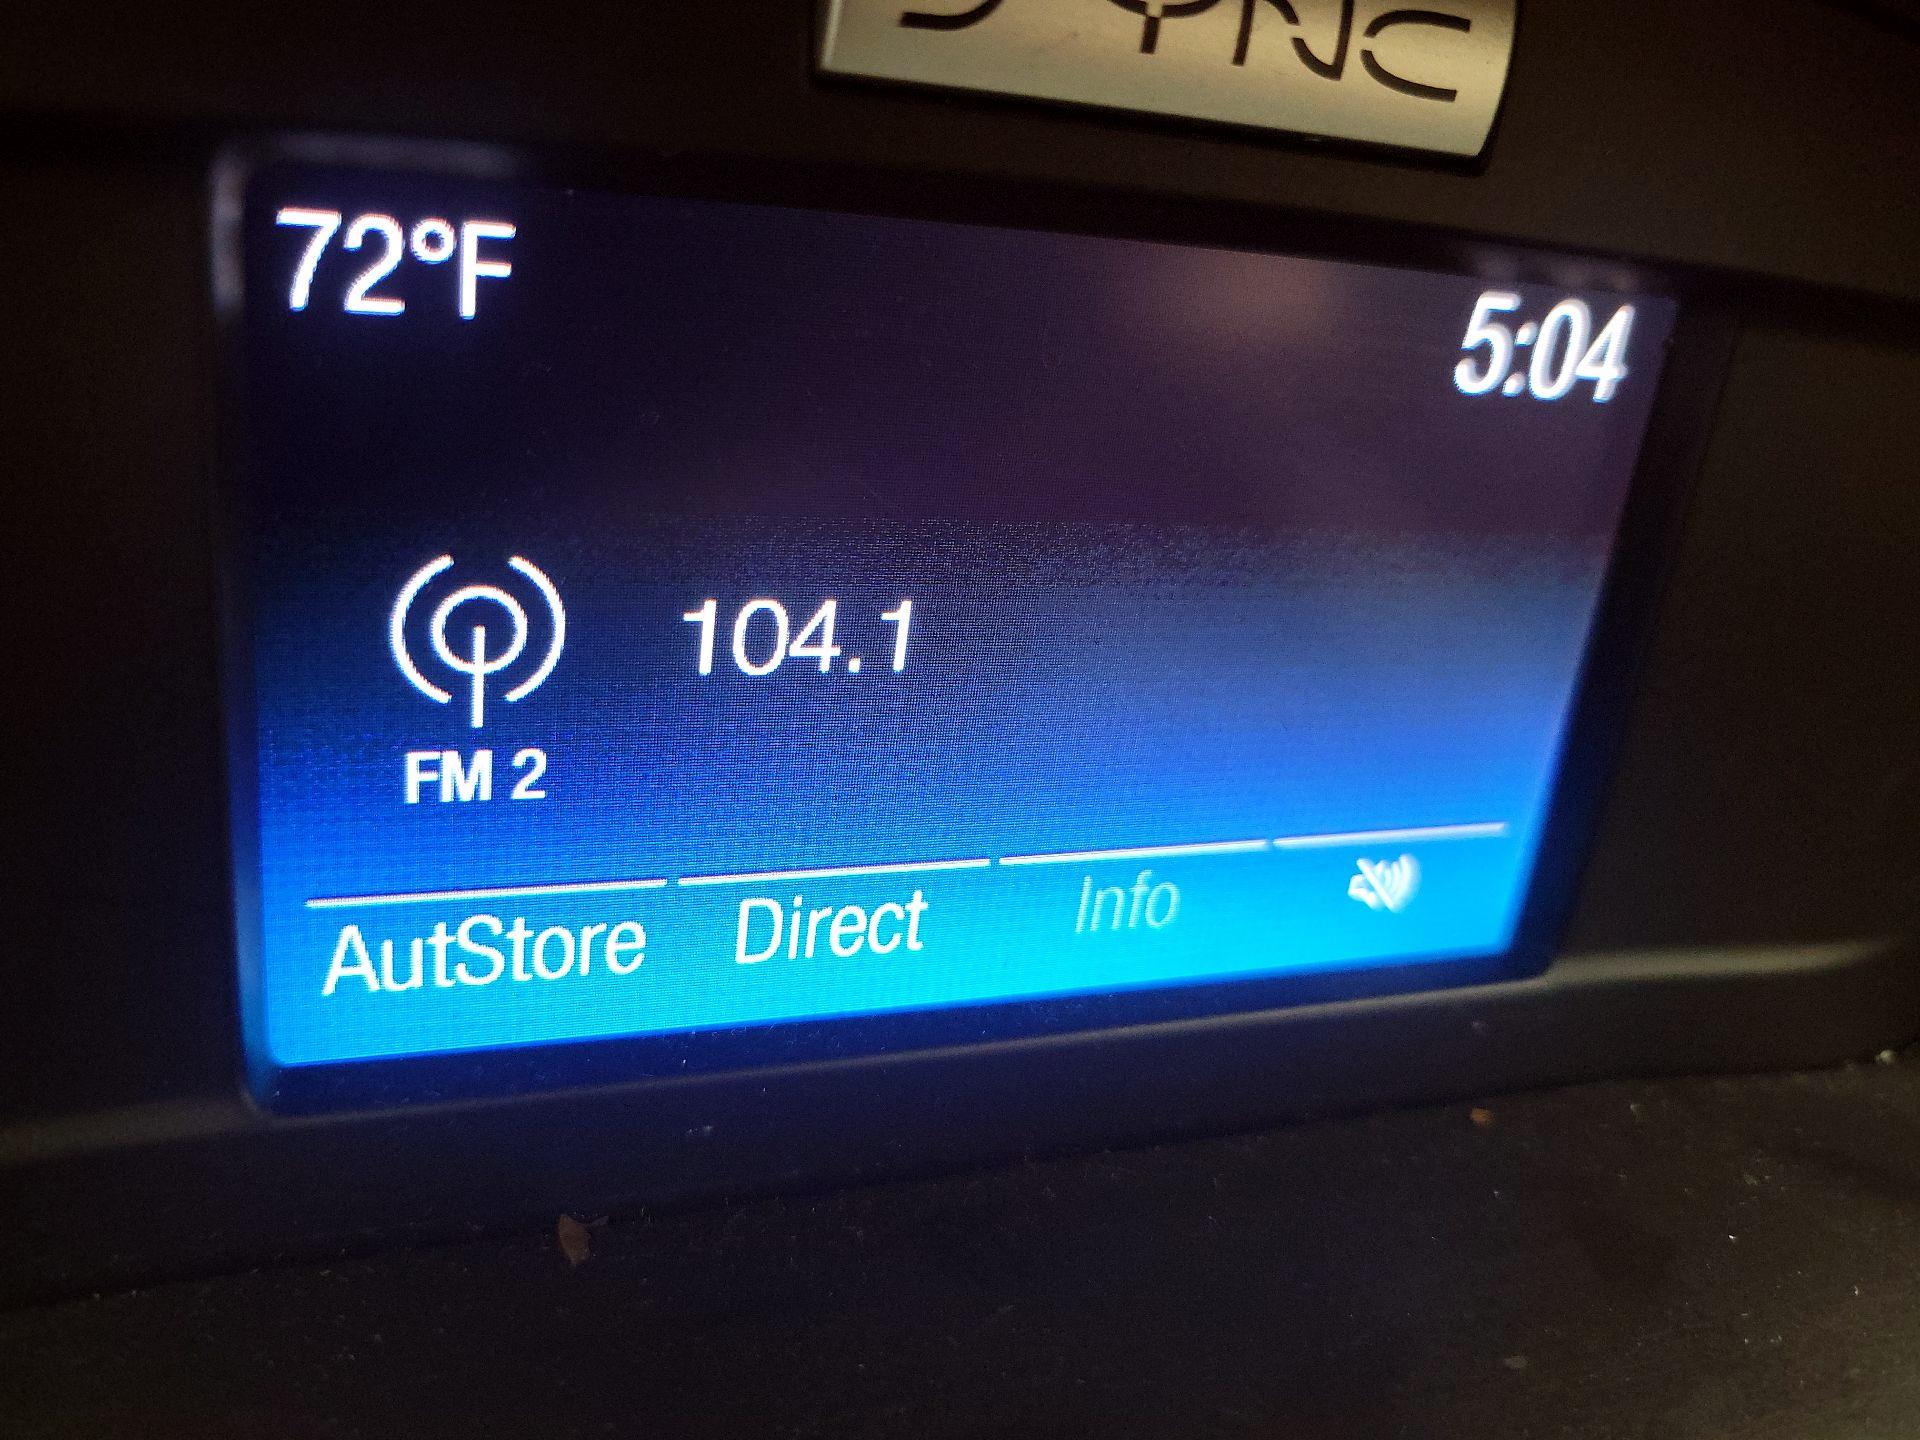 SYNC
72°F
5:04
104.1
FM 2
AutStore Direct Info